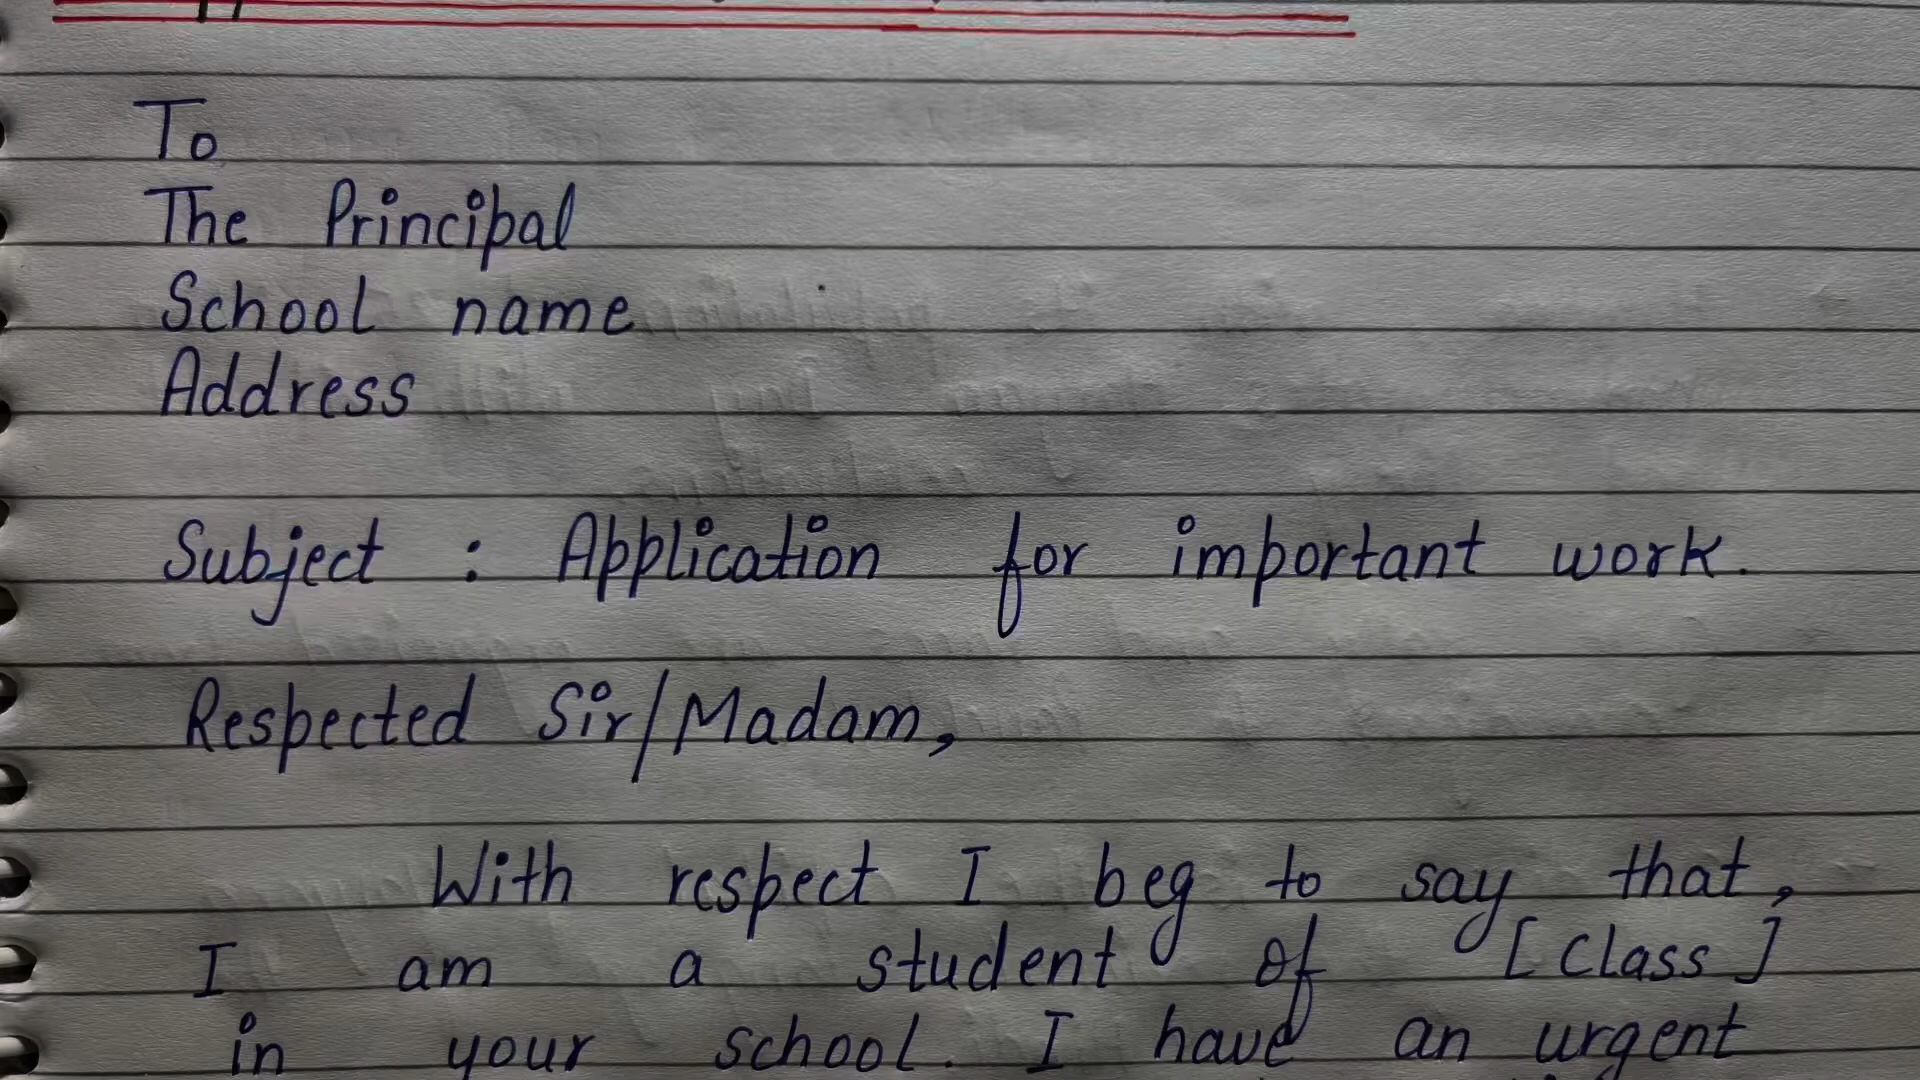 To
The Principal
School name
Address
Subject : Application for important work.
Respected Sir/Madam,
With respect I beg to say that,
I am a student of [Class]
in your school. I have an urgent